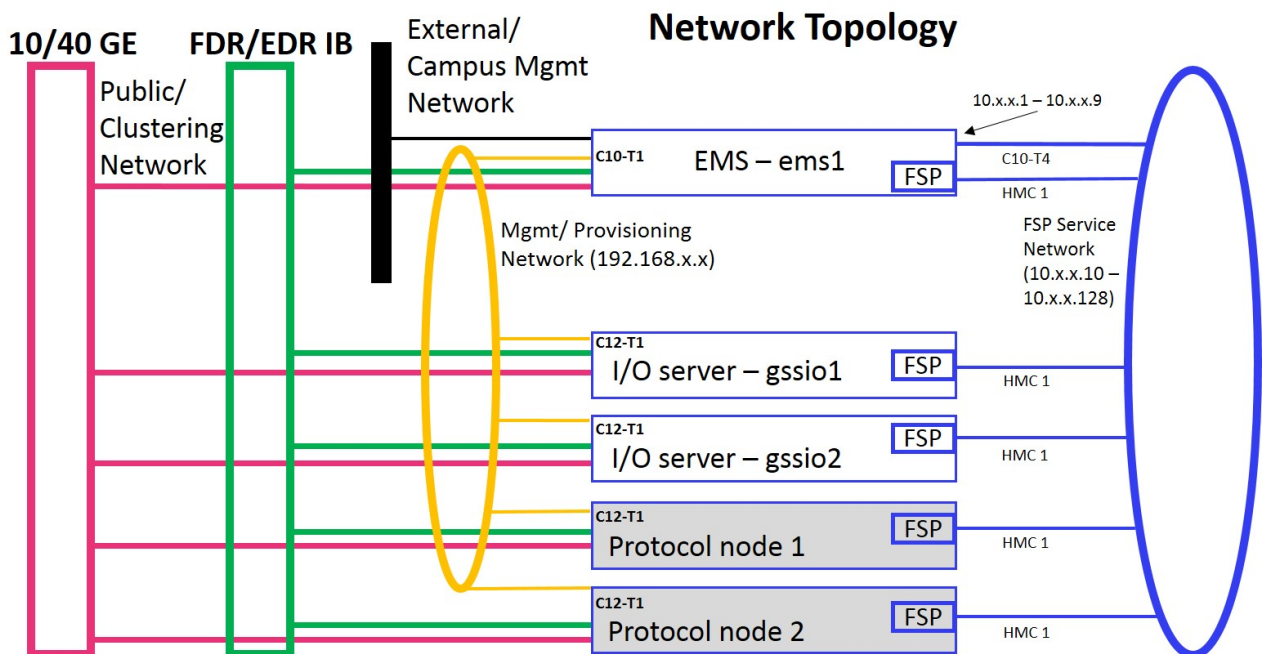 Network Topology
10/40 GE
FDR/EDR IB
External/
Campus Mgmt
Network
Public/
Clustering
Network
10.x.x.1 – 10.x.x.9
C10-T1
EMS – ems1
FSP
C10-T4
HMC 1
Mgmt/ Provisioning
Network (192.168.x.x)
FSP Service
Network
(10.x.x.10 –
10.x.x.128)
C12-T1
I/O server – gssio1
FSP
HMC 1
C12-T1
I/O server – gssio2
FSP
HMC 1
C12-T1
Protocol node 1
FSP
HMC 1
C12-T1
Protocol node 2
FSP
HMC 1